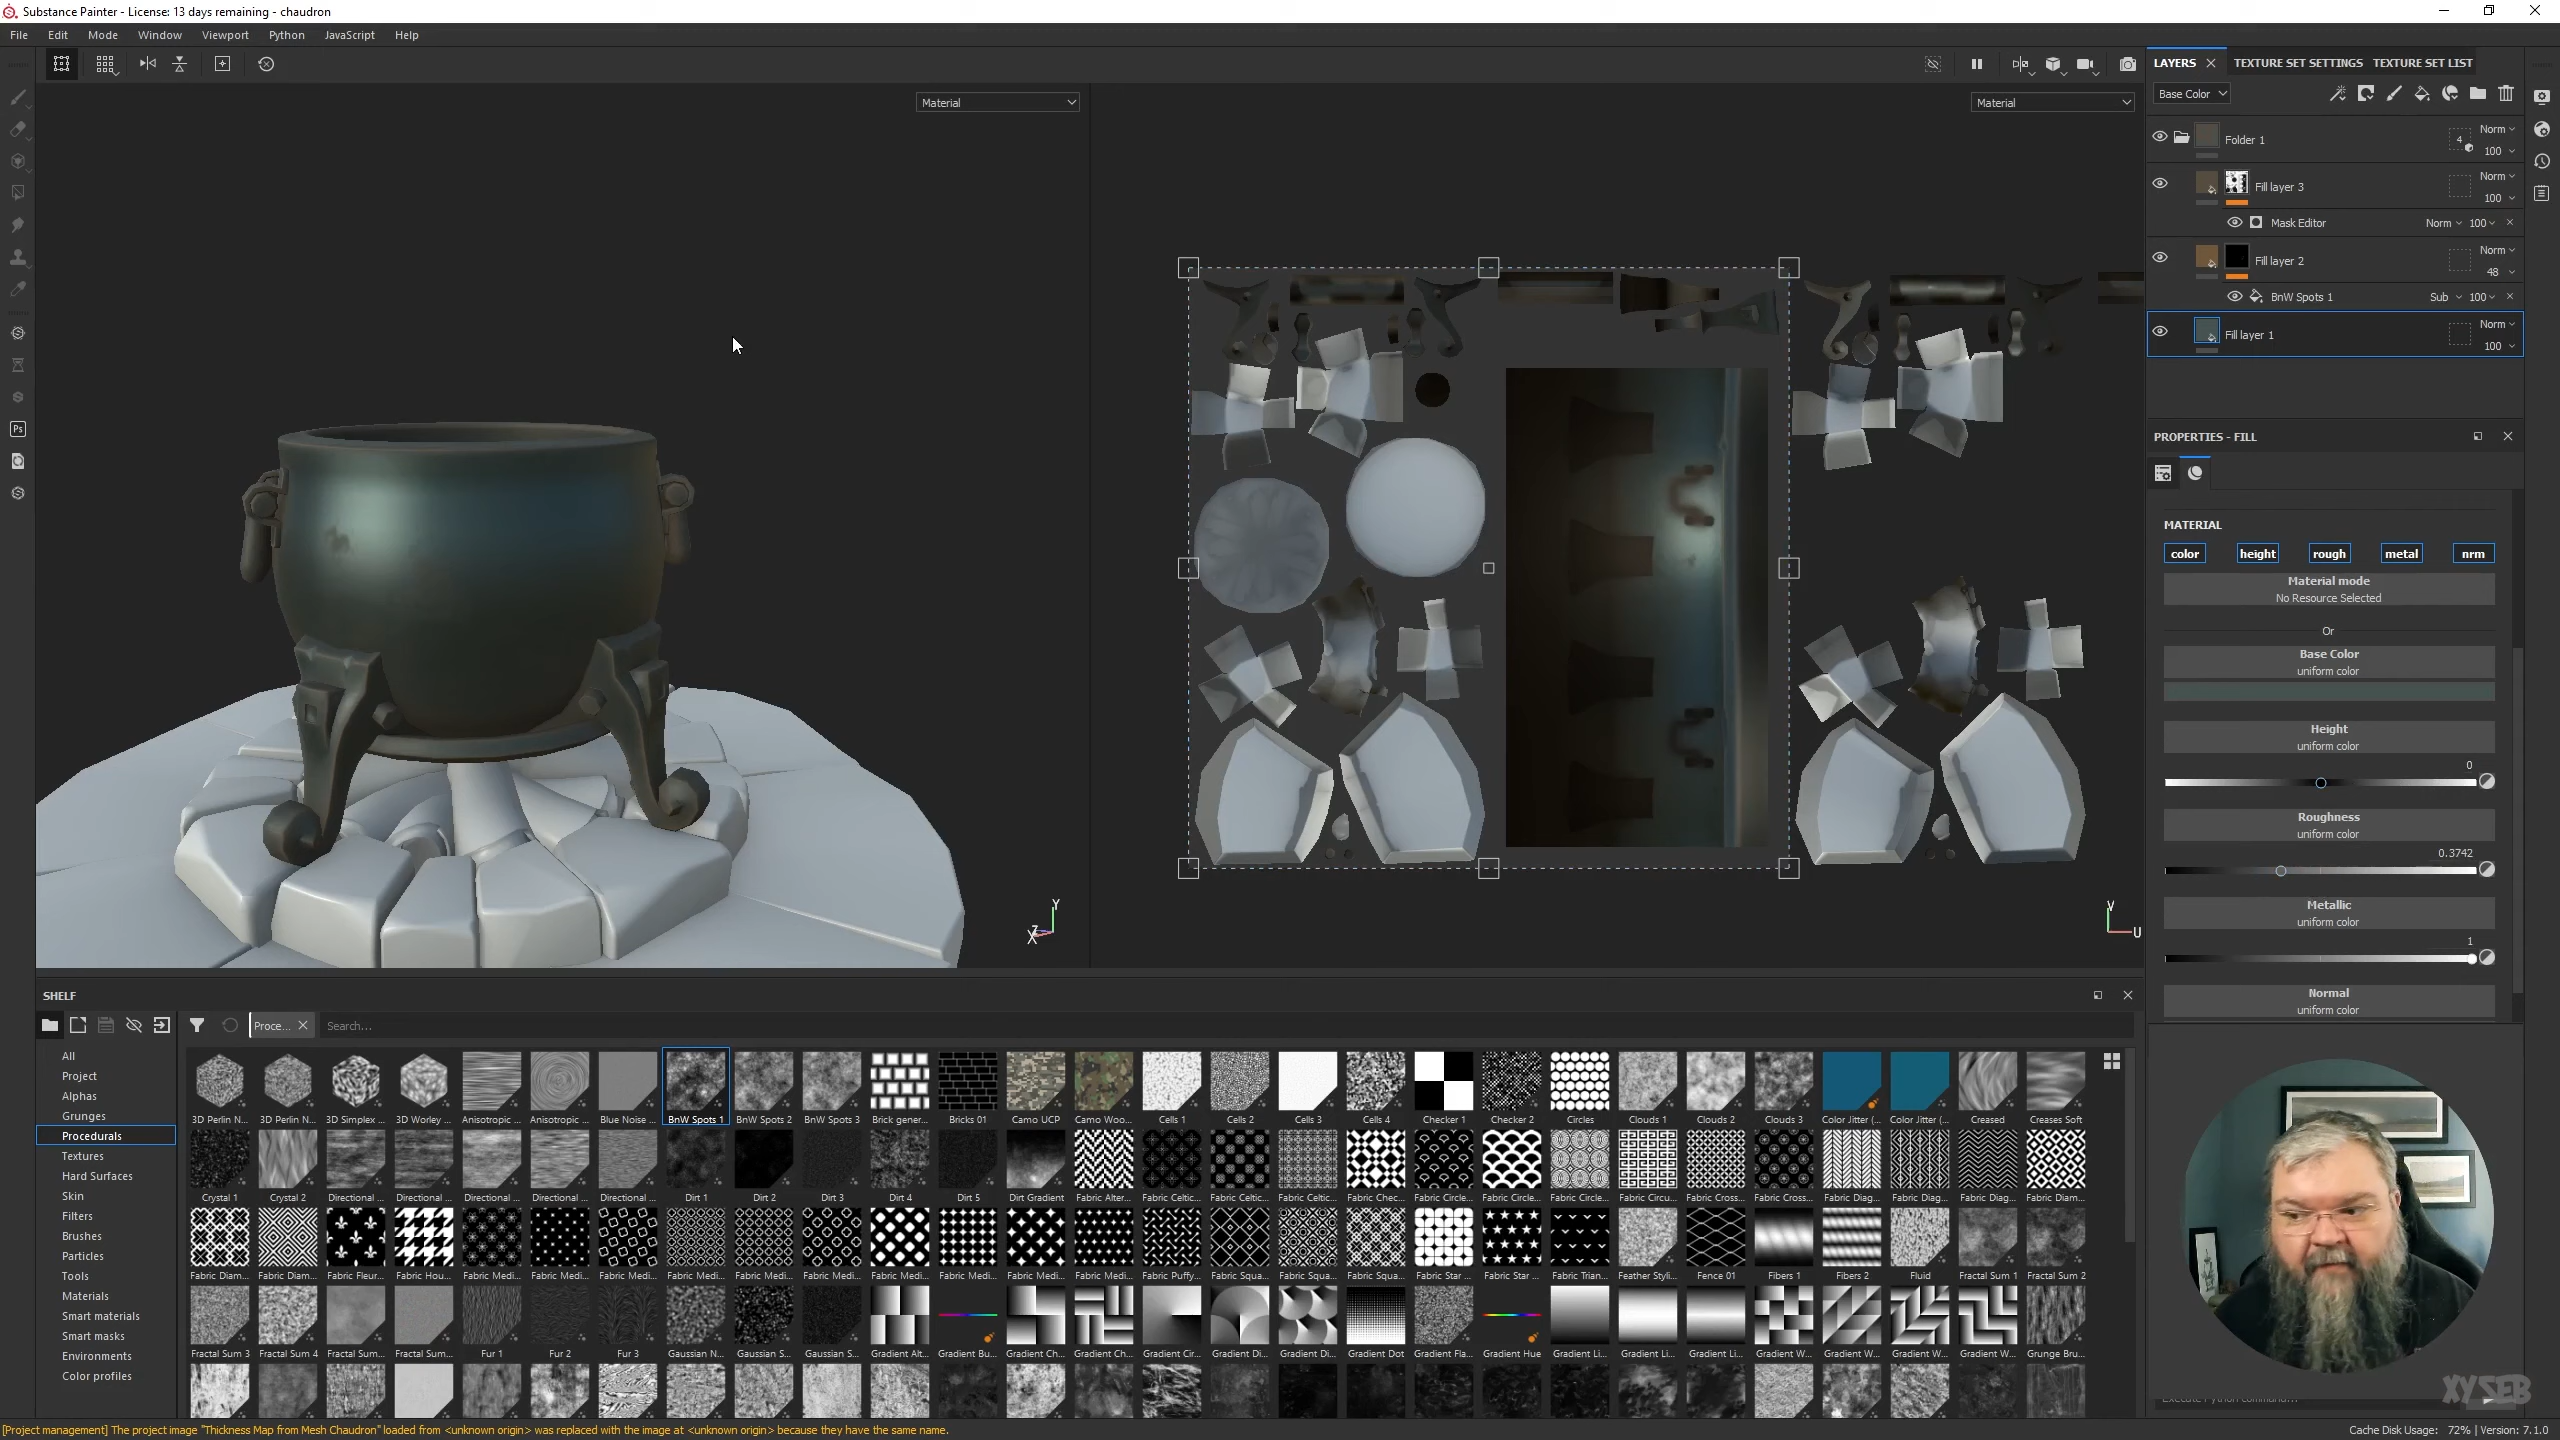 Substance Painter - License: 13 days remaining - chaudron
File Edit Mode Window Viewport Python JavaScript Help
Material
Material
LAYERS TEXTURE SET SETTINGS TEXTURE SET LIST
Base Color
Folder 1 4 Norm 100
Fill layer 3 Norm 100
Mask Editor Norm 100
Fill layer 2 Norm 48
BnW Spots 1 Sub 100
Fill layer 1 Norm 100
PROPERTIES - FILL
MATERIAL
color height rough metal nrm
Material mode
No Resource Selected
Or
Base Color
uniform color
Height
uniform color
0
Roughness
uniform color
0.3742
Metallic
uniform color
1
Normal
uniform color
Ps
Y
Z
X
V
U
SHELF
Proce... Search...
All
Project
Alphas
Grunges
Procedurals
Textures
Hard Surfaces
Skin
Filters
Brushes
Particles
Tools
Materials
Smart materials
Smart masks
Environments
Color profiles
3D Perlin N... 3D Perlin N... 3D Simplex ... 3D Worley ... Anisotropic ... Anisotropic ... Blue Noise ... BnW Spots 1 BnW Spots 2 BnW Spots 3 Brick gener... Bricks 01 Camo UCP Camo Woo... Cells 1 Cells 2 Cells 3 Cells 4 Checker 1 Checker 2 Circles Clouds 1 Clouds 2 Clouds 3 Color Jitter (... Color Jitter (... Creased Creases Soft
Crystal 1 Crystal 2 Directional ... Directional ... Directional ... Directional ... Directional ... Dirt 1 Dirt 2 Dirt 3 Dirt 4 Dirt 5 Dirt Gradient Fabric Alter... Fabric Celtic... Fabric Celtic... Fabric Celtic... Fabric Chec... Fabric Circle... Fabric Circle... Fabric Circle... Fabric Circu... Fabric Cross... Fabric Cross... Fabric Diag... Fabric Diag... Fabric Diag... Fabric Diam...
Fabric Diam... Fabric Diam... Fabric Fleur... Fabric Hou... Fabric Medi... Fabric Medi... Fabric Medi... Fabric Medi... Fabric Medi... Fabric Medi... Fabric Medi... Fabric Medi... Fabric Medi... Fabric Medi... Fabric Puffy... Fabric Squa... Fabric Squa... Fabric Squa... Fabric Star ... Fabric Star ... Fabric Trian... Feather Styli... Fence 01 Fibers 1 Fibers 2 Fluid Fractal Sum 1 Fractal Sum 2
Fractal Sum 3 Fractal Sum 4 Fractal Sum... Fractal Sum... Fur 1 Fur 2 Fur 3 Gaussian N... Gaussian S... Gaussian S... Gradient Alt... Gradient Bu... Gradient Ch... Gradient Ch... Gradient Cir... Gradient Di... Gradient Di... Gradient Dot Gradient Fla... Gradient Hue Gradient Li... Gradient Li... Gradient Li... Gradient W... Gradient W... Gradient W... Gradient W... Grunge Bru...
XYSEB
[Project management] The project image "Thickness Map from Mesh Chaudron" loaded from <unknown origin> was replaced with the image at <unknown origin> because they have the same name.
Cache Disk Usage: 72% | Version: 7.1.0